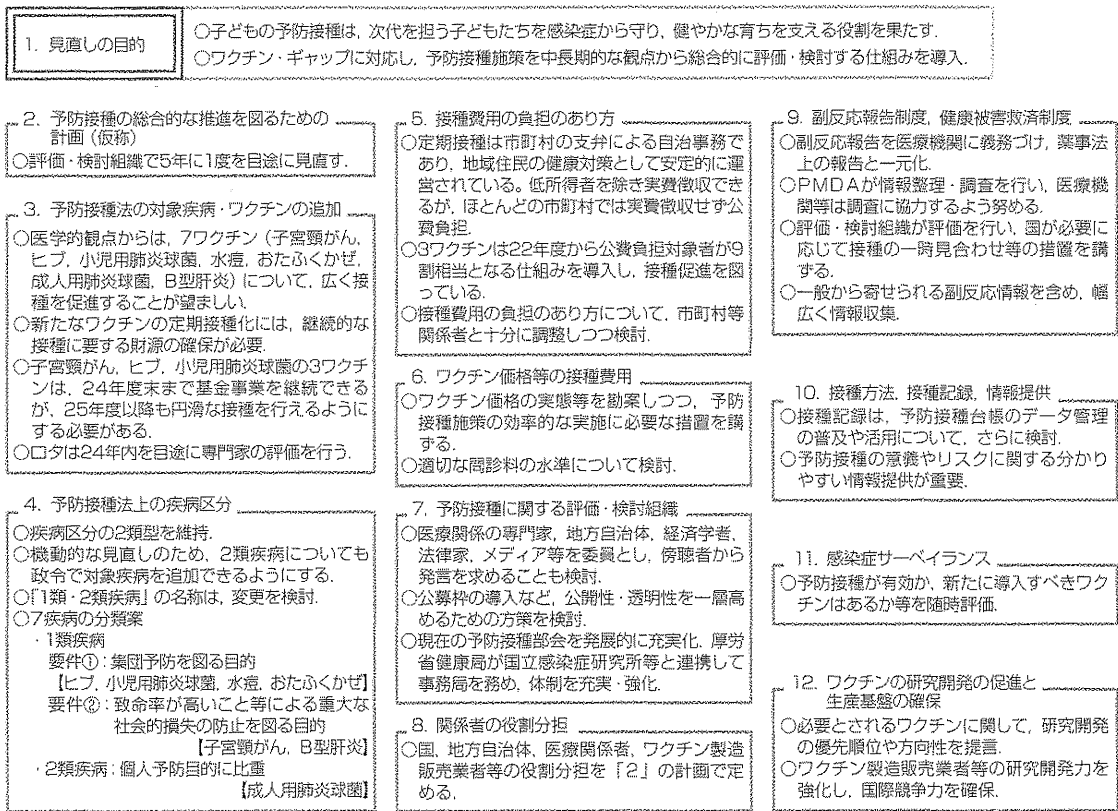 1. 見直しの目的
○子どもの予防接種は，次代を担う子どもたちを感染症から守り，健やかな育ちを支える役割を果たす．
○ワクチン・ギャップに対応し，予防接種施策を中長期的な観点から総合的に評価・検討する仕組みを導入．
2. 予防接種の総合的な推進を図るための
計画（仮称）
○評価・検討組織で5年に1度を目途に見直す．
3. 予防接種法の対象疾病・ワクチンの追加
○医学的観点からは，7ワクチン（子宮頸がん，
ヒブ，小児用肺炎球菌，水痘，おたふくかぜ，
成人用肺炎球菌，B型肝炎）について，広く接
種を促進することが望ましい．
○新たなワクチンの定期接種化には，継続的な
接種に要する財源の確保が必要．
○子宮頸がん，ヒブ，小児用肺炎球菌の3ワクチ
ンは，24年度末まで基金事業を継続できる
が，25年度以降も円滑な接種を行えるように
する必要がある．
○ロタは24年内を目途に専門家の評価を行う．
4. 予防接種法上の疾病区分
○疾病区分の2類型を維持．
○機動的な見直しのため，2類疾病についても
政令で対象疾病を追加できるようにする．
○「1類・2類疾病」の名称は，変更を検討．
○7疾病の分類案
・1類疾病
要件①：集団予防を図る目的
【ヒブ，小児用肺炎球菌，水痘，おたふくかぜ】
要件②：致命率が高いこと等による重大な
社会的損失の防止を図る目的
【子宮頸がん，B型肝炎】
・2類疾病：個人予防目的に比重
【成人用肺炎球菌】
5. 接種費用の負担のあり方
○定期接種は市町村の支弁による自治事務で
あり，地域住民の健康対策として安定的に運
営されている。低所得者を除き実費徴収でき
るが，ほとんどの市町村では実費徴収せず公
費負担．
○3ワクチンは22年度から公費負担対象者が9
割相当となる仕組みを導入し，接種促進を図
っている．
○接種費用の負担のあり方について，市町村等
関係者と十分に調整しつつ検討．
6. ワクチン価格等の接種費用
○ワクチン価格の実態等を勘案しつつ，予防
接種施策の効率的な実施に必要な措置を講
ずる．
○適切な問診料の水準について検討．
7. 予防接種に関する評価・検討組織
○医療関係の専門家，地方自治体，経済学者，
法律家，メディア等を委員とし，傍聴者から
発言を求めることも検討．
○公募枠の導入など，公開性・透明性を一層高
めるための方策を検討．
○現在の予防接種部会を発展的に充実化，厚労
省健康局が国立感染症研究所等と連携して
事務局を務め，体制を充実・強化．
8. 関係者の役割分担
○国，地方自治体，医療関係者，ワクチン製造
販売業者等の役割分担を「2」の計画で定
める．
9. 副反応報告制度，健康被害救済制度
○副反応報告を医療機関に義務づけ，薬事法
上の報告と一元化．
○PMDAが情報整理・調査を行い，医療機
関等は調査に協力するよう努める．
○評価・検討組織が評価を行い，国が必要に
応じて接種の一時見合わせ等の措置を講
ずる．
○一般から寄せられる副反応情報を含め，幅
広く情報収集．
10. 接種方法，接種記録，情報提供
○接種記録は，予防接種台帳のデータ管理
の普及や活用について，さらに検討．
○予防接種の意義やリスクに関する分かり
やすい情報提供が重要．
11. 感染症サーベイランス
○予防接種が有効か，新たに導入すべきワク
チンはあるか等を随時評価．
12. ワクチンの研究開発の促進と
生産基盤の確保
○必要とされるワクチンに関して，研究開発
の優先順位や方向性を提言．
○ワクチン製造販売業者等の研究開発力を
強化し，国際競争力を確保．